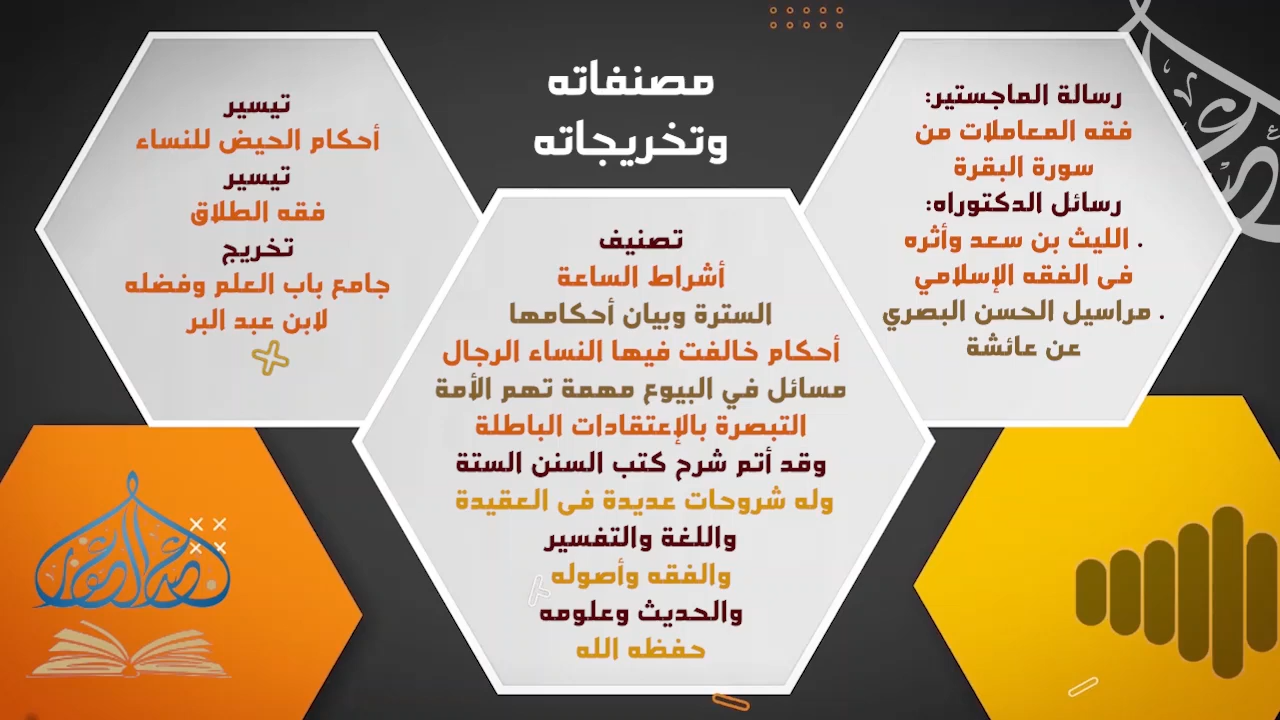 مصنفاته
وتخريجاته
رسالة الماجستير:
فقه المعاملات من
سورة البقرة
رسائل الدكتوراه:
. الليث بن سعد وأثره
فى الفقه الإسلامي
. مراسيل الحسن البصري
عن عائشة
تصنيف
أشراط الساعة
السترة وبيان أحكامها
أحكام خالفت فيها النساء الرجال
مسائل في البيوع مهمة تهم الأمة
التبصرة بالإعتقادات الباطلة
وقد أتم شرح كتب السنن الستة
وله شروحات عديدة فى العقيدة
واللغة والتفسير
والفقه وأصوله
والحديث وعلومه
حفظه الله
تيسير
أحكام الحيض للنساء
تيسير
فقه الطلاق
تخريج
جامع باب العلم وفضله
لابن عبد البر